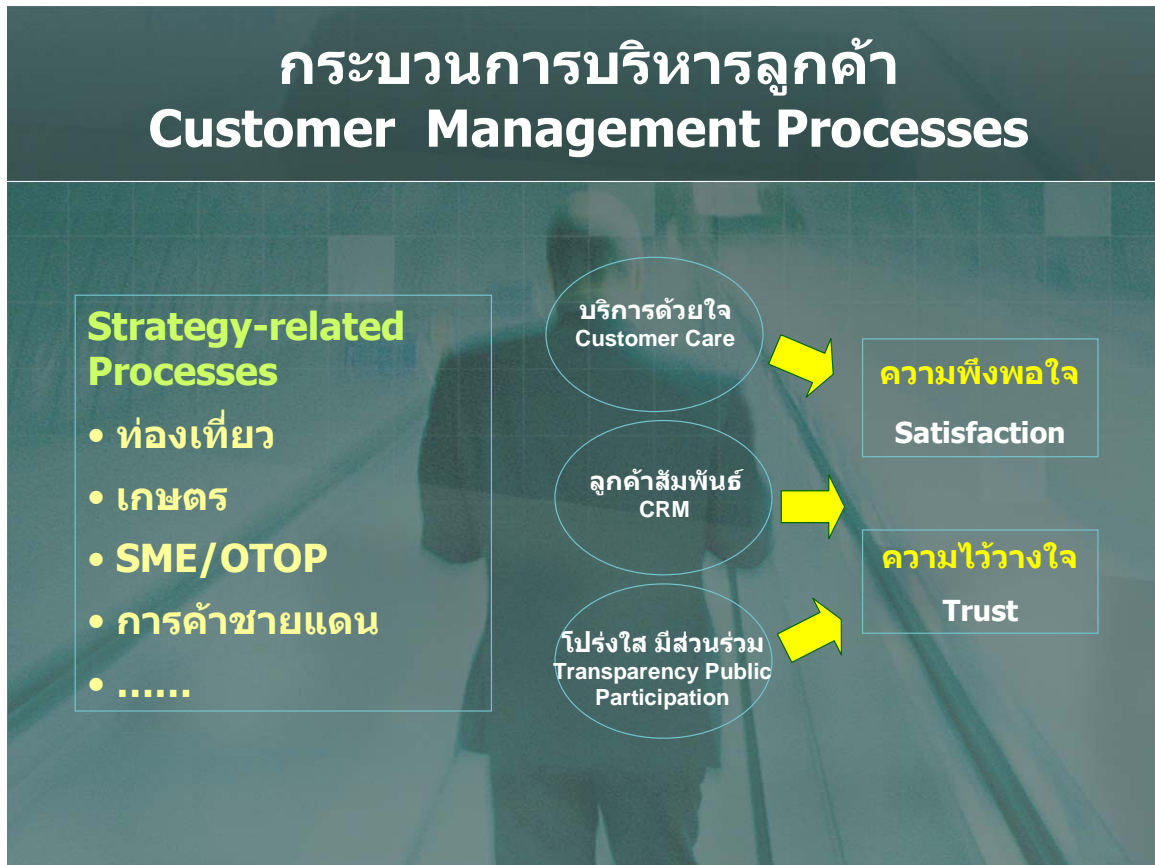 กระบวนการบริหารลูกค้า
Customer Management Processes
Strategy-related
Processes
• ท่องเที่ยว
• เกษตร
• SME/OTOP
• การค้าชายแดน
• ......
บริการด้วยใจ
Customer Care
ลูกค้าสัมพันธ์
CRM
โปร่งใส มีส่วนร่วม
Transparency Public
Participation
ความพึงพอใจ
Satisfaction
ความไว้วางใจ
Trust